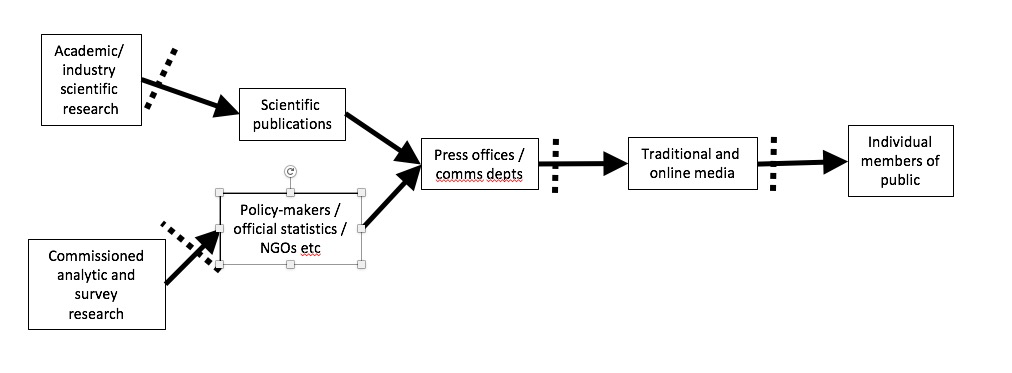 Academic/
industry
scientific
research
Scientific
publications
Press offices /
comms depts
Traditional and
online media
Individual
members of
public
Policy-makers /
official statistics /
NGOs etc
Commissioned
analytic and
survey
research